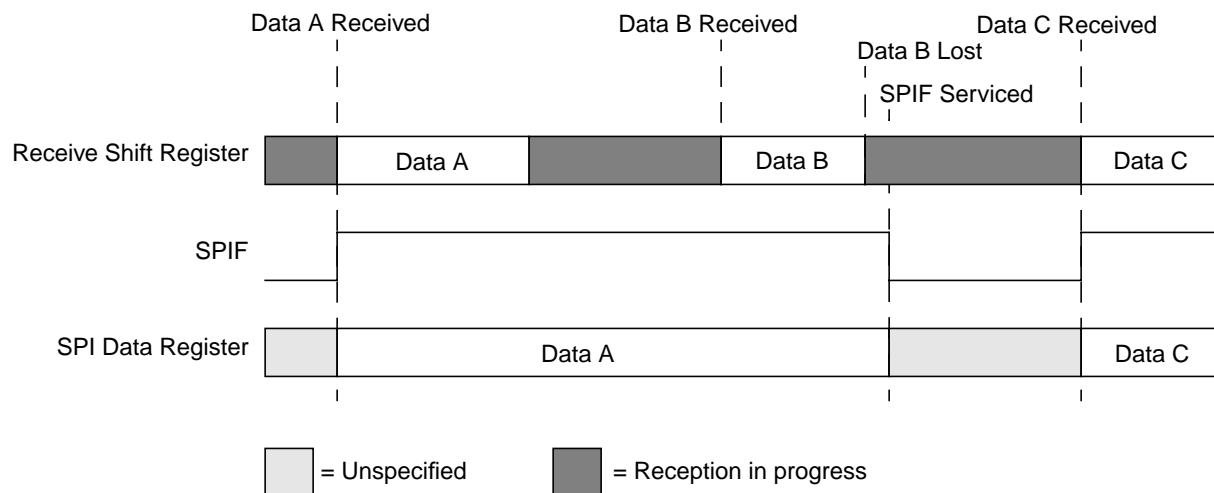 Data A Received
Data B Received
Data C Received
Data B Lost
SPIF Serviced
Receive Shift Register
Data A
Data B
Data C
SPIF
SPI Data Register
Data A
Data C
= Unspecified
= Reception in progress